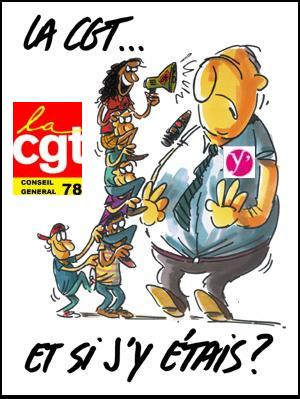 LA CGT...
la
cgt
CONSEIL
GENERAL 78
y
ET SI J'Y ÉTAIS?